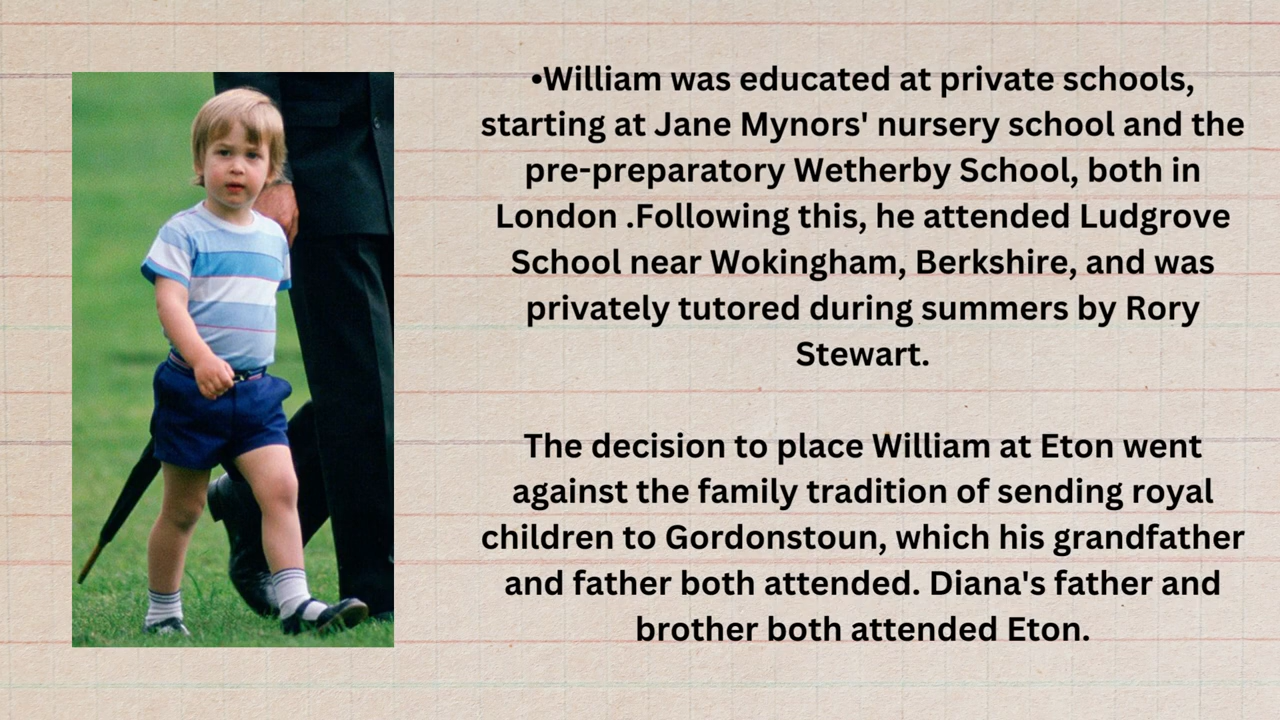 •William was educated at private schools,
starting at Jane Mynors' nursery school and the
pre-preparatory Wetherby School, both in
London .Following this, he attended Ludgrove
School near Wokingham, Berkshire, and was
privately tutored during summers by Rory
Stewart.
The decision to place William at Eton went
against the family tradition of sending royal
children to Gordonstoun, which his grandfather
and father both attended. Diana's father and
brother both attended Eton.